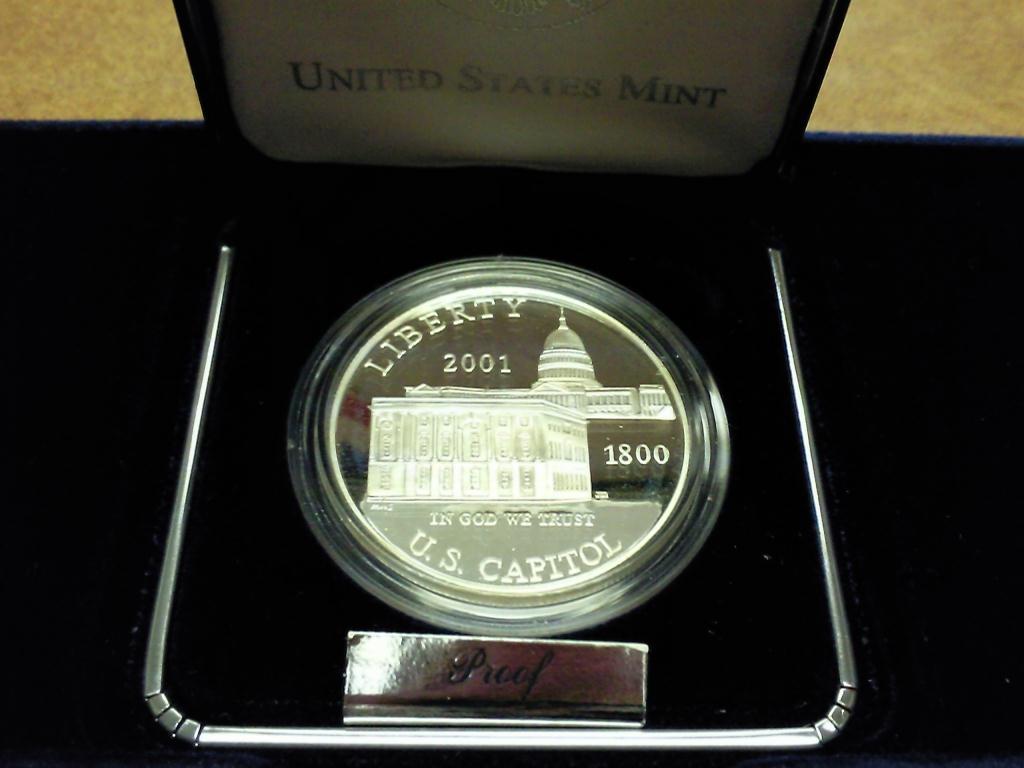 UNITED STATES MINT
LIBERTY
2001
1800
IN GOD WE TRUST
U.S. CAPITOL
Proof